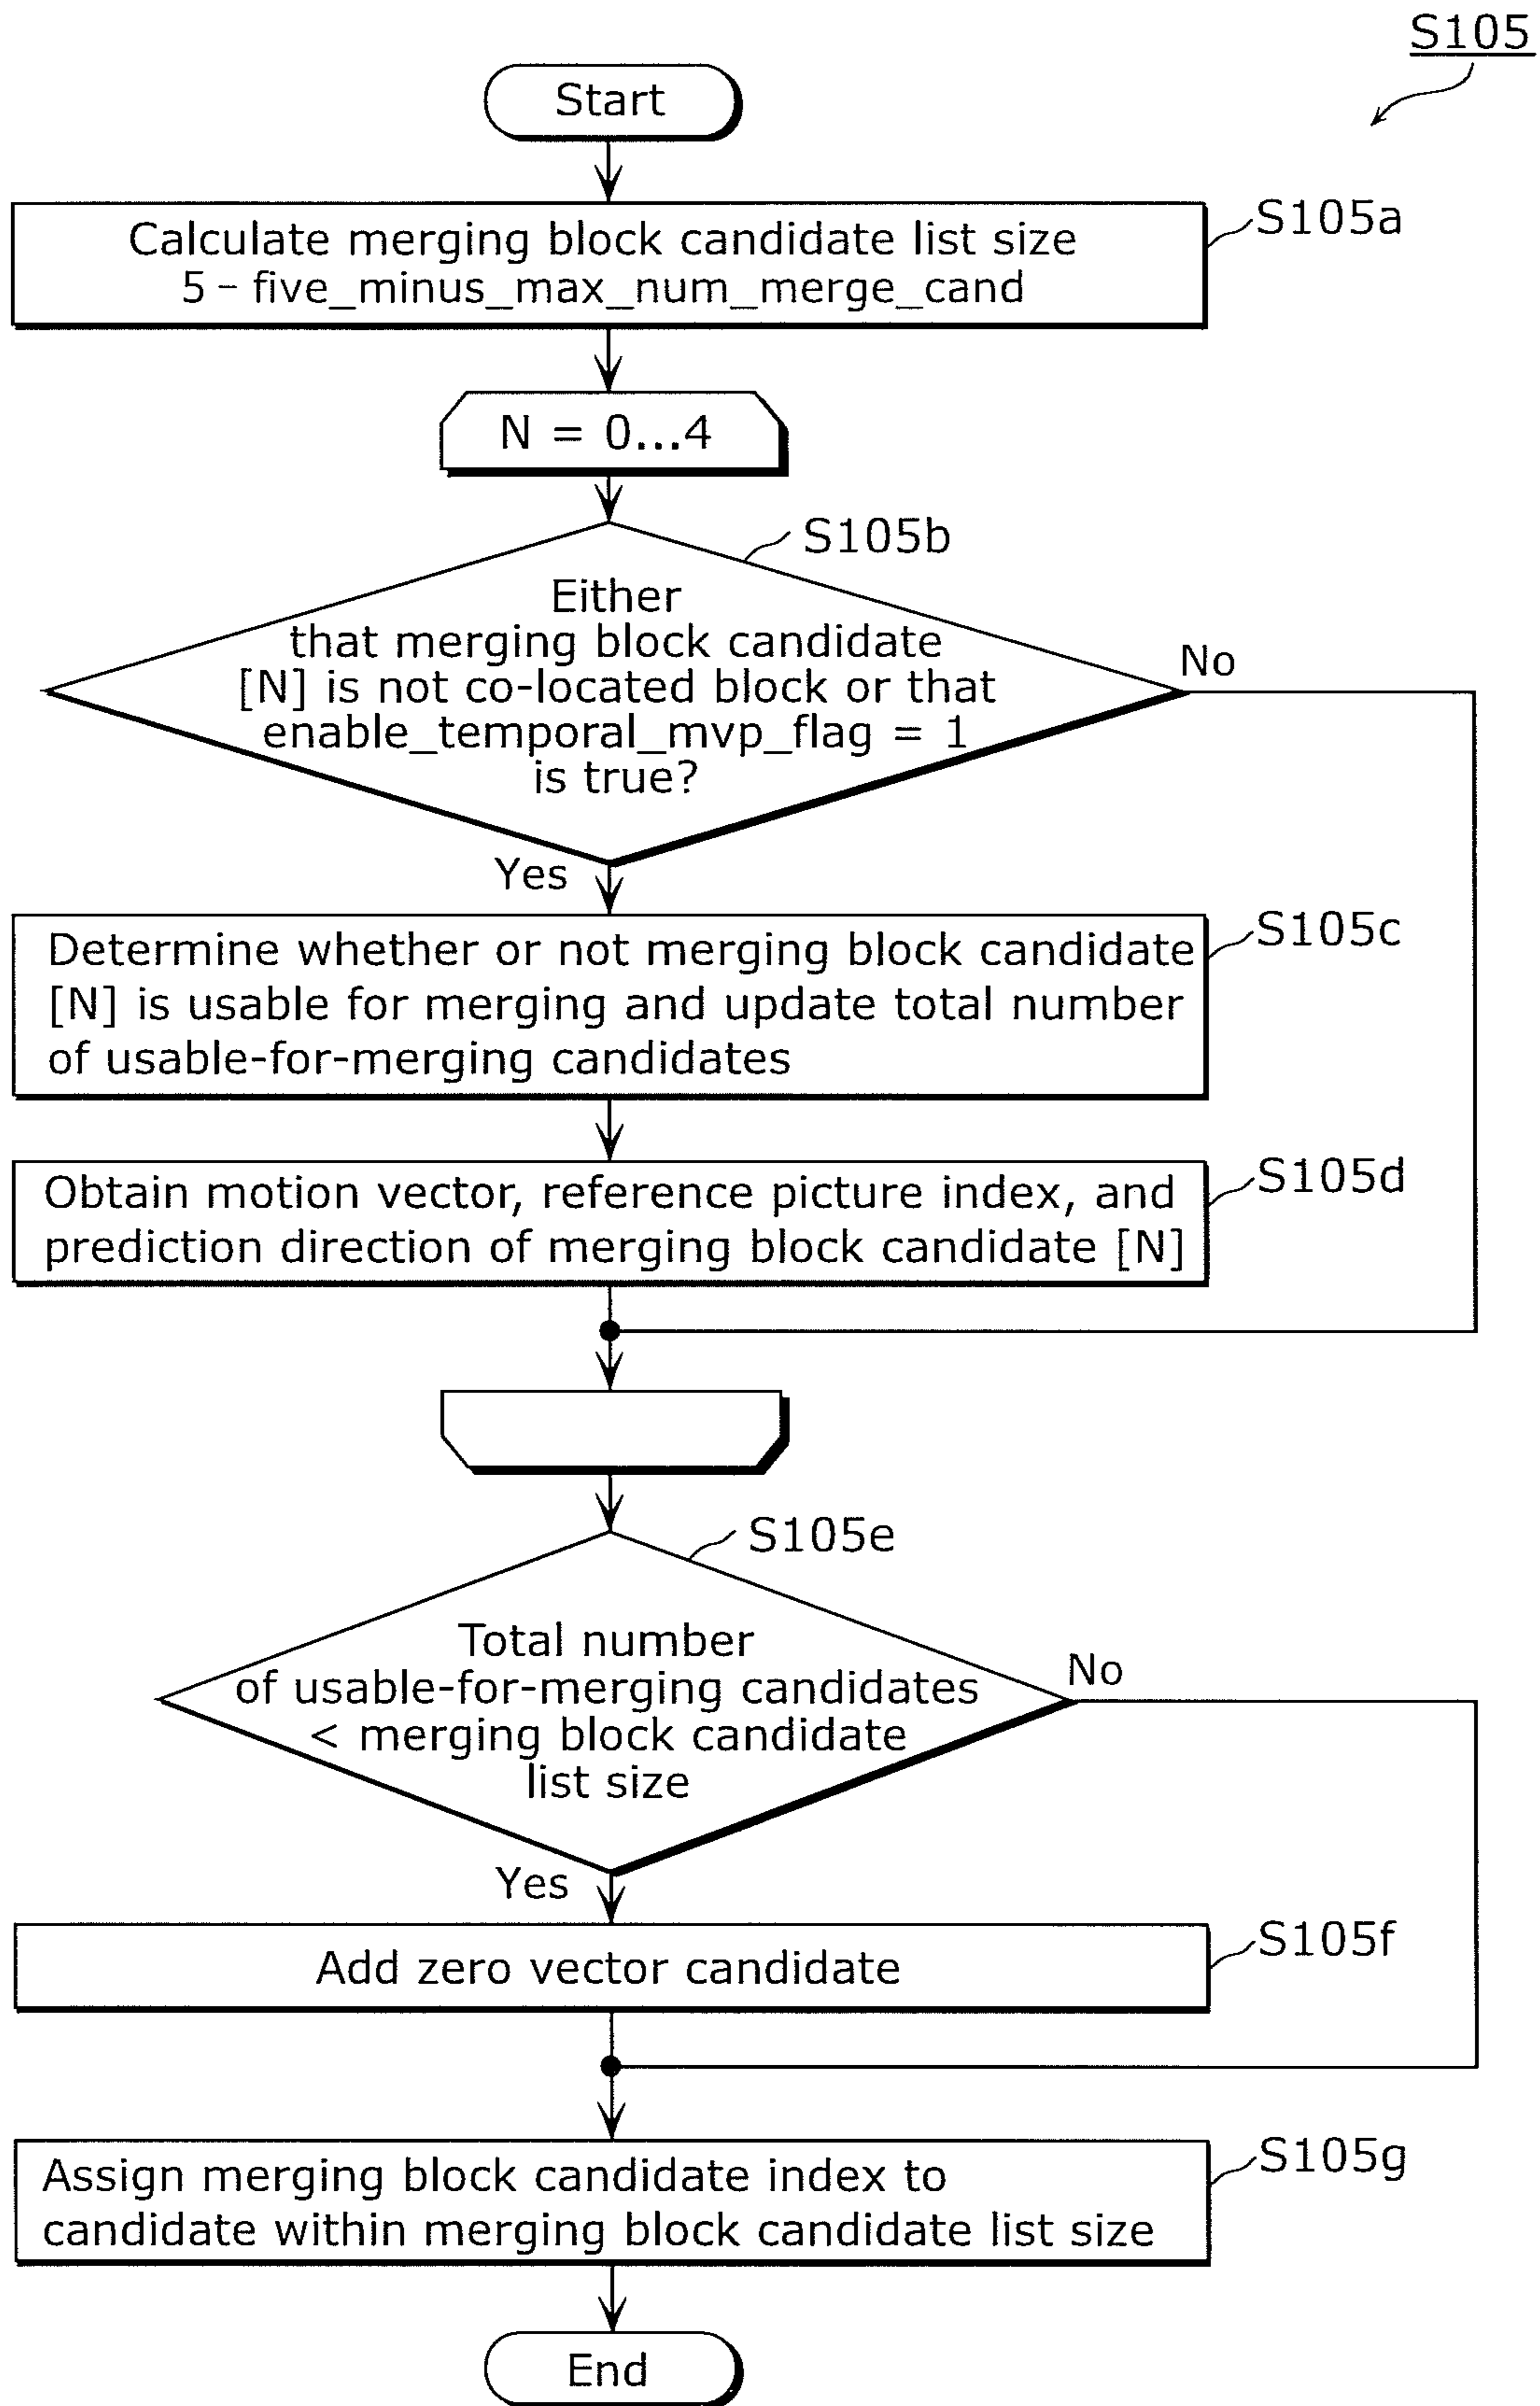 S105
Start
S105a
Calculate merging block candidate list size
5 - five_minus_max_num_merge_cand
N = 0...4
S105b
Either
that merging block candidate
[N] is not co-located block or that
enable_temporal_mvp_flag = 1
is true?
No
Yes
S105c
Determine whether or not merging block candidate
[N] is usable for merging and update total number
of usable-for-merging candidates
S105d
Obtain motion vector, reference picture index, and
prediction direction of merging block candidate [N]
S105e
Total number
of usable-for-merging candidates
< merging block candidate
list size
No
Yes
S105f
Add zero vector candidate
S105g
Assign merging block candidate index to
candidate within merging block candidate list size
End